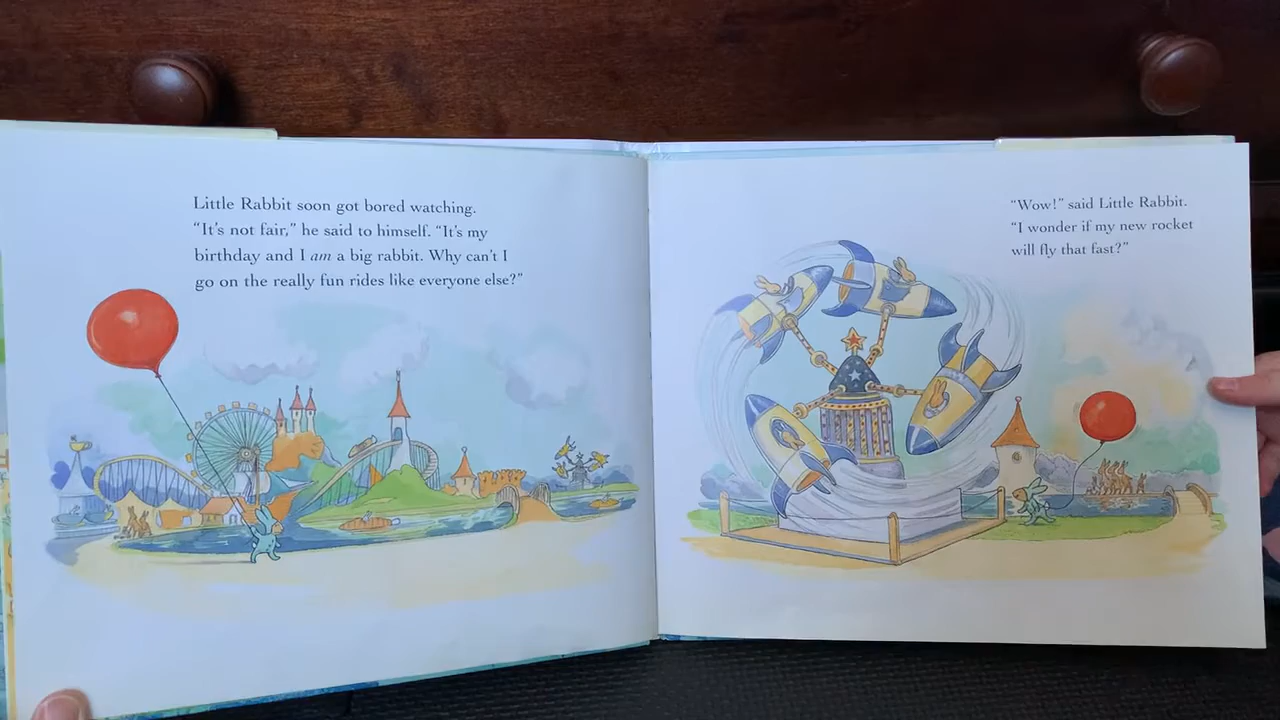 Little Rabbit soon got bored watching.
“It’s not fair,” he said to himself. “It’s my
birthday and I am a big rabbit. Why can’t I
go on the really fun rides like everyone else?”
“Wow!” said Little Rabbit.
“I wonder if my new rocket
will fly that fast?”